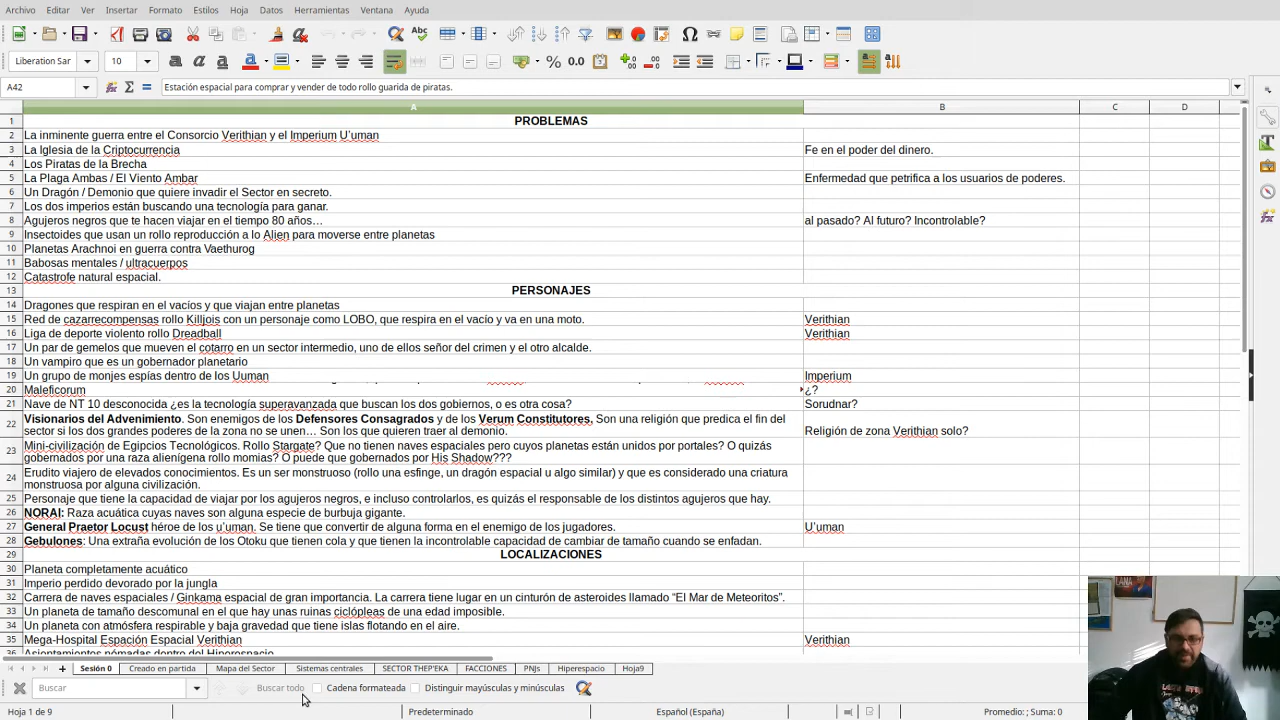 Archivo Editar Ver Insertar Formato Estilos Hoja Datos Herramientas Ventana Ayuda
Liberation Sar 10
A42 Estación espacial para comprar y vender de todo rollo guarida de piratas.
A B C D
1 PROBLEMAS
2 La inminente guerra entre el Consorcio Verithian y el Imperium U'uman
3 La Iglesia de la Criptocurrencia Fe en el poder del dinero.
4 Los Piratas de la Brecha
5 La Plaga Ambas / El Viento Ambar Enfermedad que petrifica a los usuarios de poderes.
6 Un Dragón / Demonio que quiere invadir el Sector en secreto.
7 Los dos imperios están buscando una tecnología para ganar.
8 Agujeros negros que te hacen viajar en el tiempo 80 años… al pasado? Al futuro? Incontrolable?
9 Insectoides que usan un rollo reproducción a lo Alien para moverse entre planetas
10 Planetas Arachnoi en guerra contra Vaethurog
11 Babosas mentales / ultracuerpos
12 Catastrofe natural espacial.
13 PERSONAJES
14 Dragones que respiran en el vacíos y que viajan entre planetas
15 Red de cazarrecompensas rollo Killjois con un personaje como LOBO, que respira en el vacío y va en una moto. Verithian
16 Liga de deporte violento rollo Dreadball Verithian
17 Un par de gemelos que mueven el cotarro en un sector intermedio, uno de ellos señor del crimen y el otro alcalde.
18 Un vampiro que es un gobernador planetario
19 Un grupo de monjes espías dentro de los Uuman Imperium
20 Maleficorum ¿?
21 Nave de NT 10 desconocida ¿es la tecnología superavanzada que buscan los dos gobiernos, o es otra cosa? Sorudnar?
Visionarios del Advenimiento. Son enemigos de los Defensores Consagrados y de los Verum Constitutores, Son una religión que predica el fin del
22 sector si los dos grandes poderes de la zona no se unen… Son los que quieren traer al demonio. Religión de zona Verithian solo?
Mini-civilización de Egipcios Tecnológicos. Rollo Stargate? Que no tienen naves espaciales pero cuyos planetas están unidos por portales? O quizás
23 gobernados por una raza alienígena rollo momias? O puede que gobernados por His Shadow???
Erudito viajero de elevados conocimientos. Es un ser monstruoso (rollo una esfinge, un dragón espacial u algo similar) y que es considerado una criatura
24 monstruosa por alguna civilización.
25 Personaje que tiene la capacidad de viajar por los agujeros negros, e incluso controlarlos, es quizás el responsable de los distintos agujeros que hay.
26 NORAI: Raza acuática cuyas naves son alguna especie de burbuja gigante.
27 General Praetor Locust héroe de los u'uman. Se tiene que convertir de alguna forma en el enemigo de los jugadores. U'uman
28 Gebulones: Una extraña evolución de los Otoku que tienen cola y que tienen la incontrolable capacidad de cambiar de tamaño cuando se enfadan.
29 LOCALIZACIONES
30 Planeta completamente acuático
31 Imperio perdido devorado por la jungla
32 Carrera de naves espaciales / Ginkama espacial de gran importancia. La carrera tiene lugar en un cinturón de asteroides llamado “El Mar de Meteoritos”.
33 Un planeta de tamaño descomunal en el que hay unas ruinas ciclópleas de una edad imposible.
34 Un planeta con atmósfera respirable y baja gravedad que tiene islas flotando en el aire.
35 Mega-Hospital Espación Espacial Verithian Verithian
36 Asientamientos nómadas dentro del Hiperespacio
Sesión 0 Creado en partida Mapa del Sector Sistemas centrales SECTOR THEP'EKA FACCIONES PNJs Hiperespacio Hoja9
Buscar Buscar todo Cadena formateada Distinguir mayúsculas y minúsculas
Hoja 1 de 9 Predeterminado Español (España) Promedio: ; Suma: 0